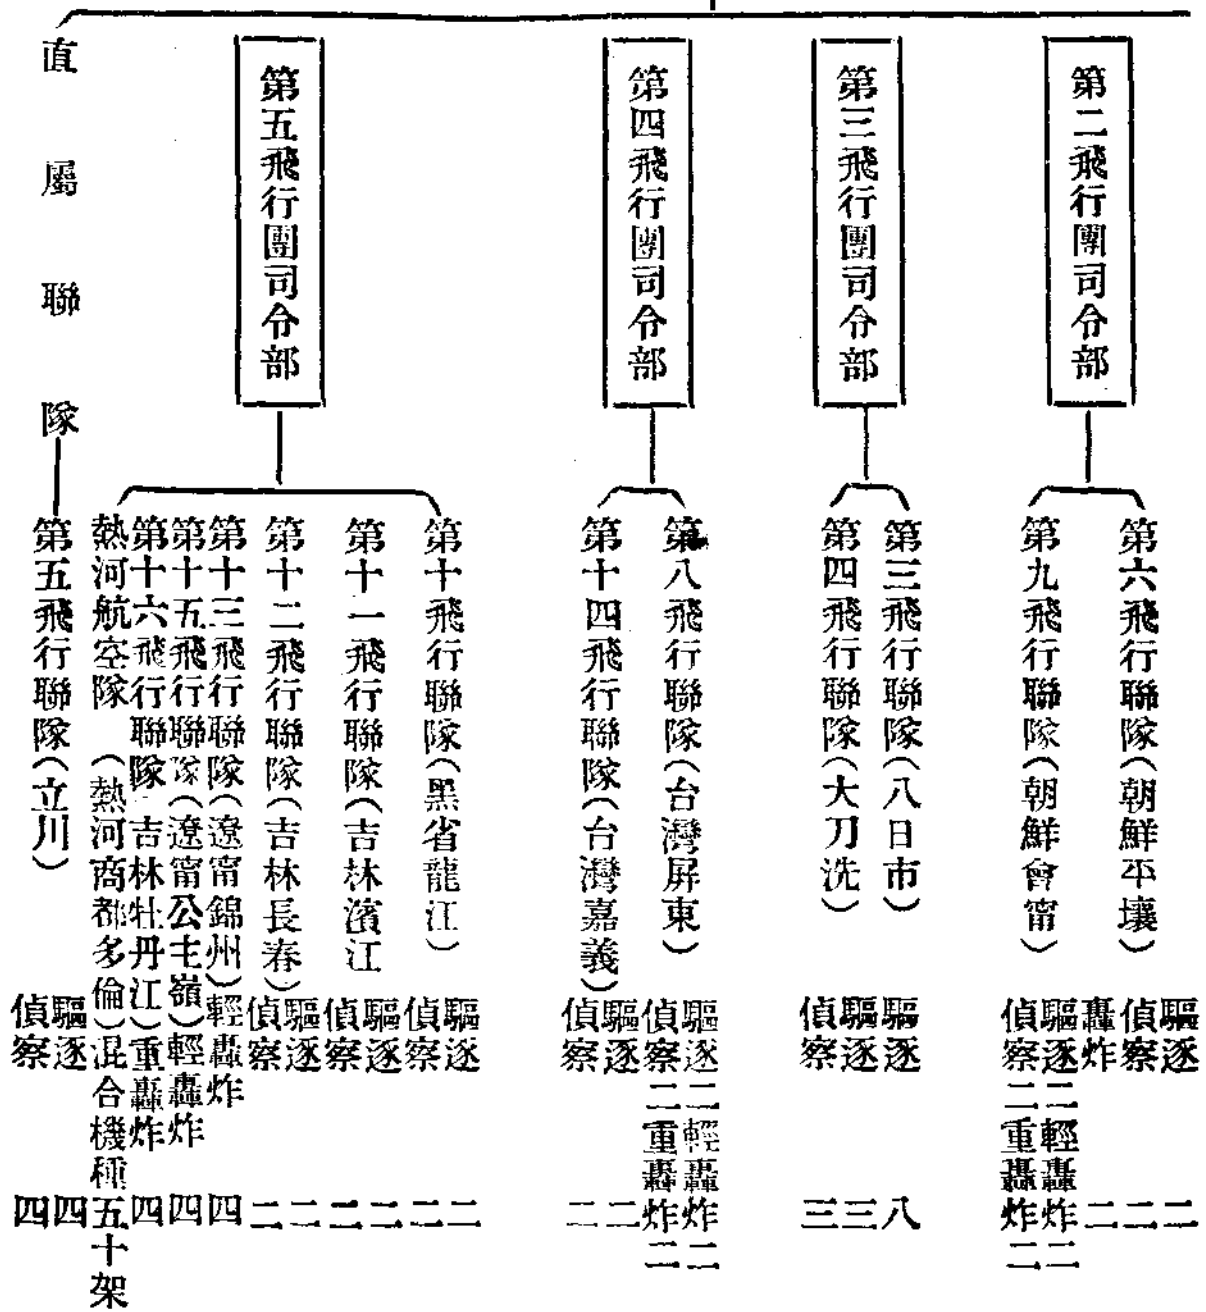 第二飛行團司令部
第六飛行聯隊(朝鮮平壤)
驅逐 二
偵察 二
轟炸 二
第九飛行聯隊(朝鮮會甯)
驅逐二輕轟炸二
偵察二重轟炸二
第三飛行團司令部
第三飛行聯隊(八日市)
驅逐 八
第四飛行聯隊(大刀洗)
驅逐 三
偵察 三
第四飛行團司令部
第八飛行聯隊(台灣屏東)
驅逐二輕轟炸二
偵察二重轟炸二
第十四飛行聯隊(台灣嘉義)
驅逐 二
偵察 二
第五飛行團司令部
第十飛行聯隊(黑省龍江)
驅逐 二
偵察 二
第十一飛行聯隊(吉林濱江
驅逐 二
偵察 二
第十二飛行聯隊(吉林長春)
驅逐 二
偵察 二
第十三飛行聯隊(遼甯錦州)輕轟炸 四
第十五飛行聯隊(遼甯公主嶺)輕轟炸 四
第十六飛行聯隊 吉林牡丹江)重轟炸 四
熱河航空隊 (熱河商都多倫)混合機種五十架
直屬聯隊
第五飛行聯隊(立川)
驅逐 四
偵察 四